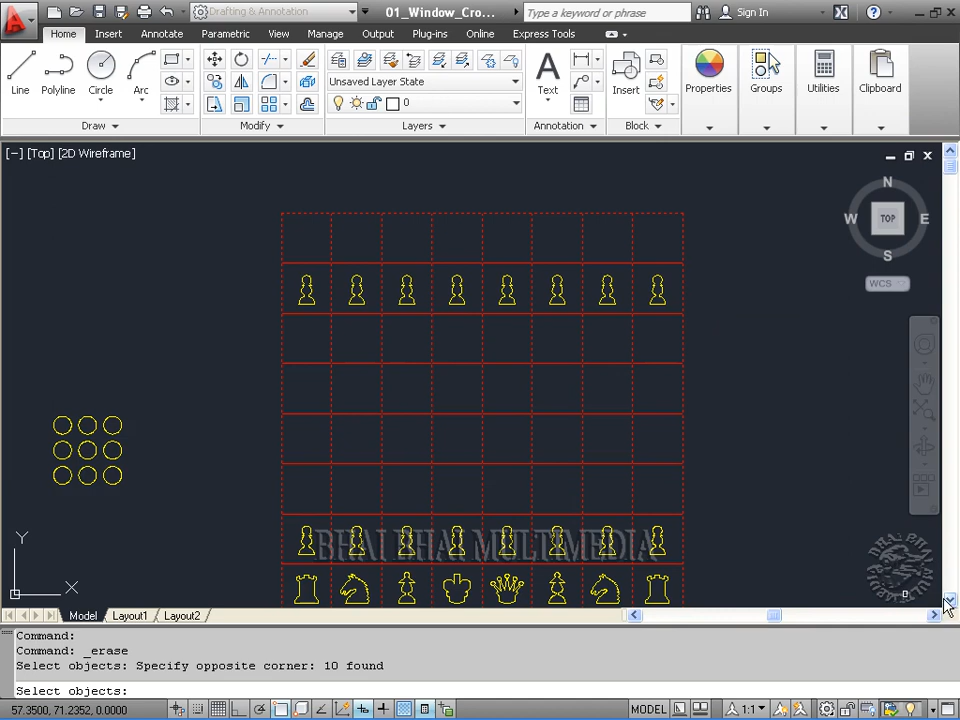 Drafting & Annotation
01_Window_Cro...
Type a keyword or phrase
Sign In
Home Insert Annotate Parametric View Manage Output Plug-ins Online Express Tools
Unsaved Layer State
0
Line Polyline Circle Arc
Text
Insert
Properties Groups Utilities Clipboard
Draw Modify Layers Annotation Block
[−] [Top] [2D Wireframe]
N
W TOP E
S
WCS
BHAI BHAI MULTIMEDIA
Y
X
Model Layout1 Layout2
Command:
Command: _erase
Select objects: Specify opposite corner: 10 found
Select objects:
57.3500, 71.2352, 0.0000
MODEL
1:1